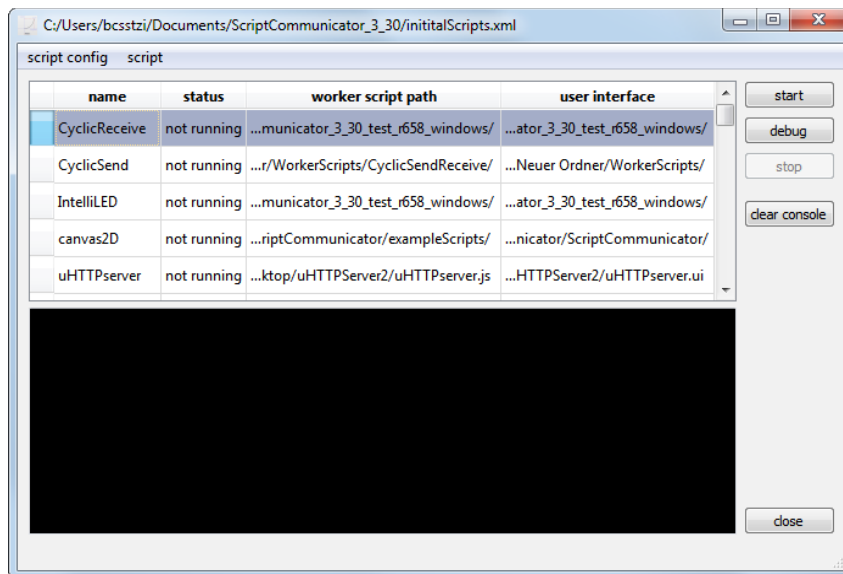 C:/Users/bcsstzi/Documents/ScriptCommunicator_3_30/inititalScripts.xml
script config script
name status worker script path user interface
CyclicReceive not running ...municator_3_30_test_r658_windows/ ...ator_3_30_test_r658_windows/
CyclicSend not running ...r/WorkerScripts/CyclicSendReceive/ ...Neuer Ordner/WorkerScripts/
IntelliLED not running ...municator_3_30_test_r658_windows/ ...ator_3_30_test_r658_windows/
canvas2D not running ...riptCommunicator/exampleScripts/ ...nicator/ScriptCommunicator/
uHTTPserver not running ...ktop/uHTTPServer2/uHTTPserver.js ...HTTPServer2/uHTTPserver.ui
start
debug
stop
clear console
close